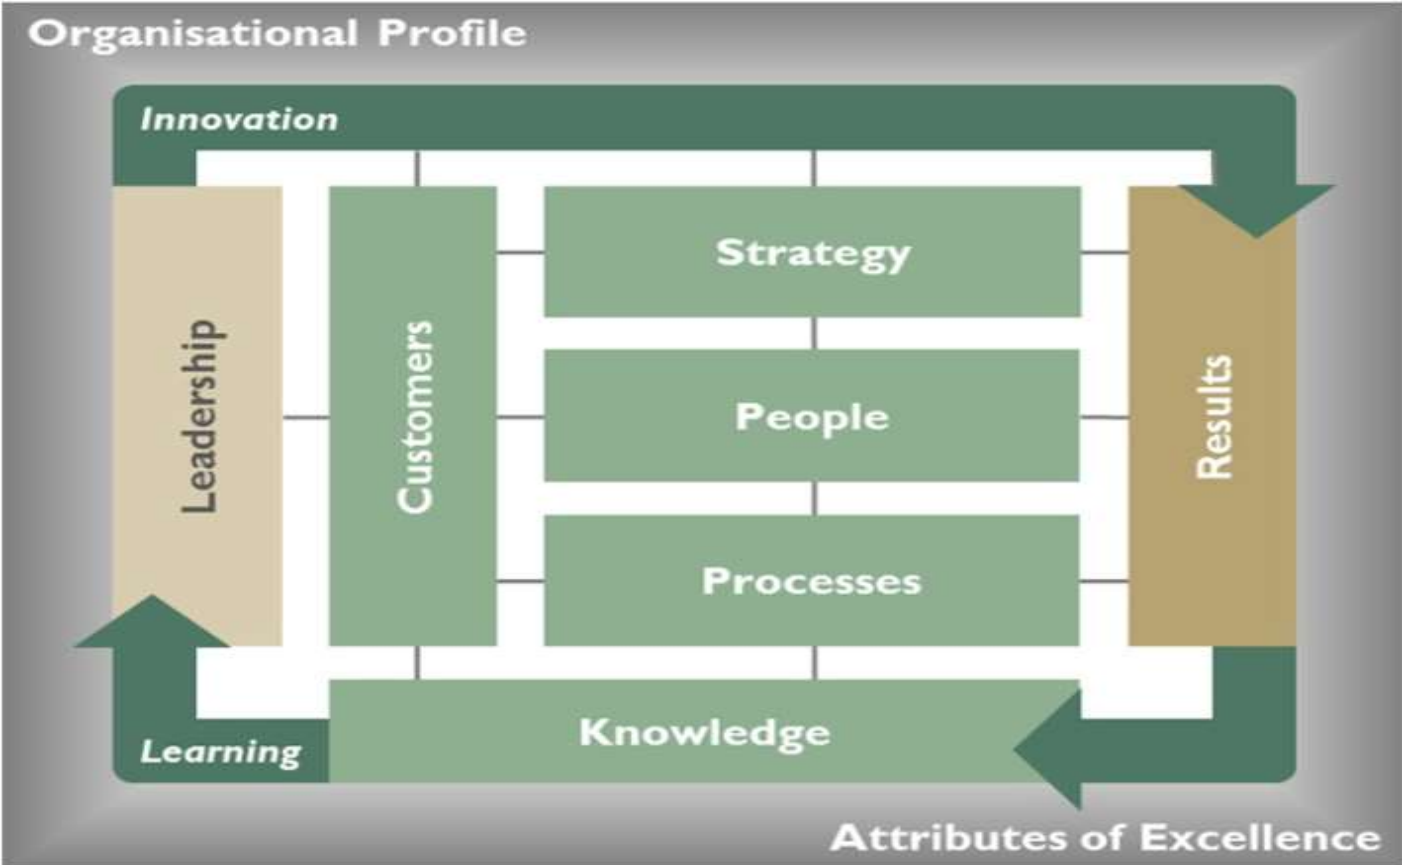 Organisational Profile
Innovation
Leadership
Customers
Strategy
People
Processes
Results
Knowledge
Learning
Attributes of Excellence